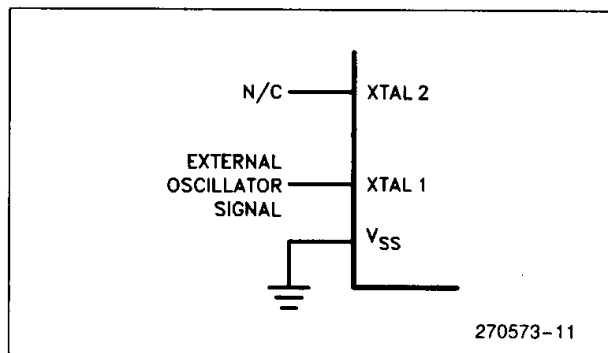 N/C XTAL 2
EXTERNAL
OSCILLATOR XTAL 1
SIGNAL
VSS
270573-11